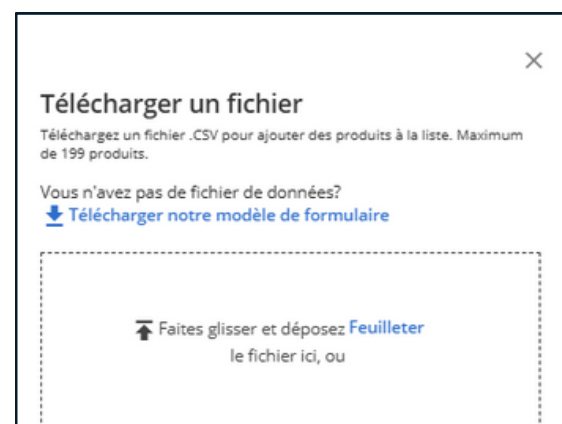 Télécharger un fichier
Téléchargez un fichier .CSV pour ajouter des produits à la liste. Maximum
de 199 produits.
Vous n'avez pas de fichier de données?
Télécharger notre modèle de formulaire
Faites glisser et déposez Feuilleter
le fichier ici, ou